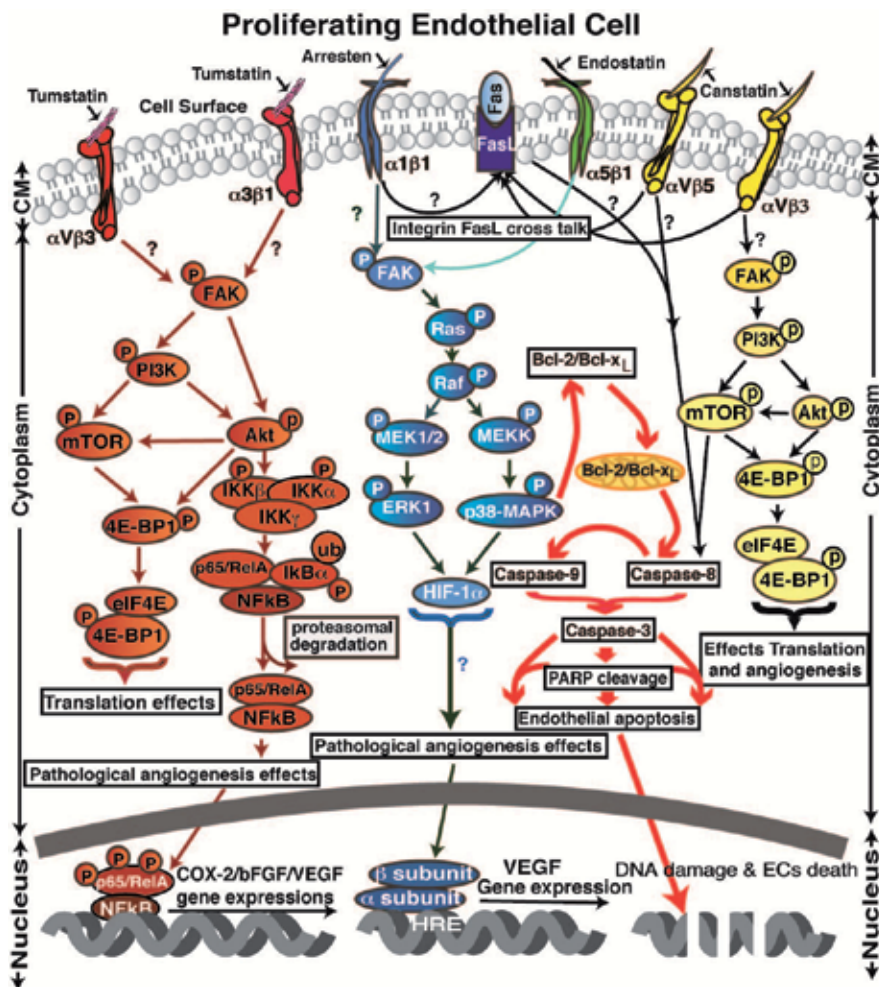 Proliferating Endothelial Cell
Arresten
Tumstatin
Endostatin
Tumstatin
Cell Surface
Fas
Canstatin
FasL
CM
α1β1
α5β1
αVβ5
CM
α3β1
αVβ3
αVβ3
?
?
?
?
?
?
?
Integrin FasL cross talk
P
FAK
P
FAK
FAK
p
P
PI3K
Ras
P
PI3K
p
Bcl-2/Bcl-xL
Raf
P
P
mTOR
Akt
p
P
MEK1/2
MEKK
P
mTOR
p
Akt
p
Bcl-2/Bcl-xL
P
IKKβ
IKKα
P
IKKγ
P
ERK1
P
p38-MAPK
4E-BP1
p
4E-BP1
P
ub
p65/RelA
IkBα
P
NFkB
HIF-1α
Caspase-9
Caspase-8
eIF4E
4E-BP1
p
eIF4E
P
4E-BP1
proteasomal
degradation
Caspase-3
Effects Translation
and angiogenesis
?
PARP cleavage
Translation effects
p65/RelA
NFkB
Endothelial apoptosis
Pathological angiogenesis effects
Pathological angiogenesis effects
Cytoplasm
Cytoplasm
P
P
P
p65/RelA
NFkB
COX-2/bFGF/VEGF
gene expressions
β subunit
α subunit
HRE
VEGF
Gene expression
DNA damage & ECs death
Nucleus
Nucleus